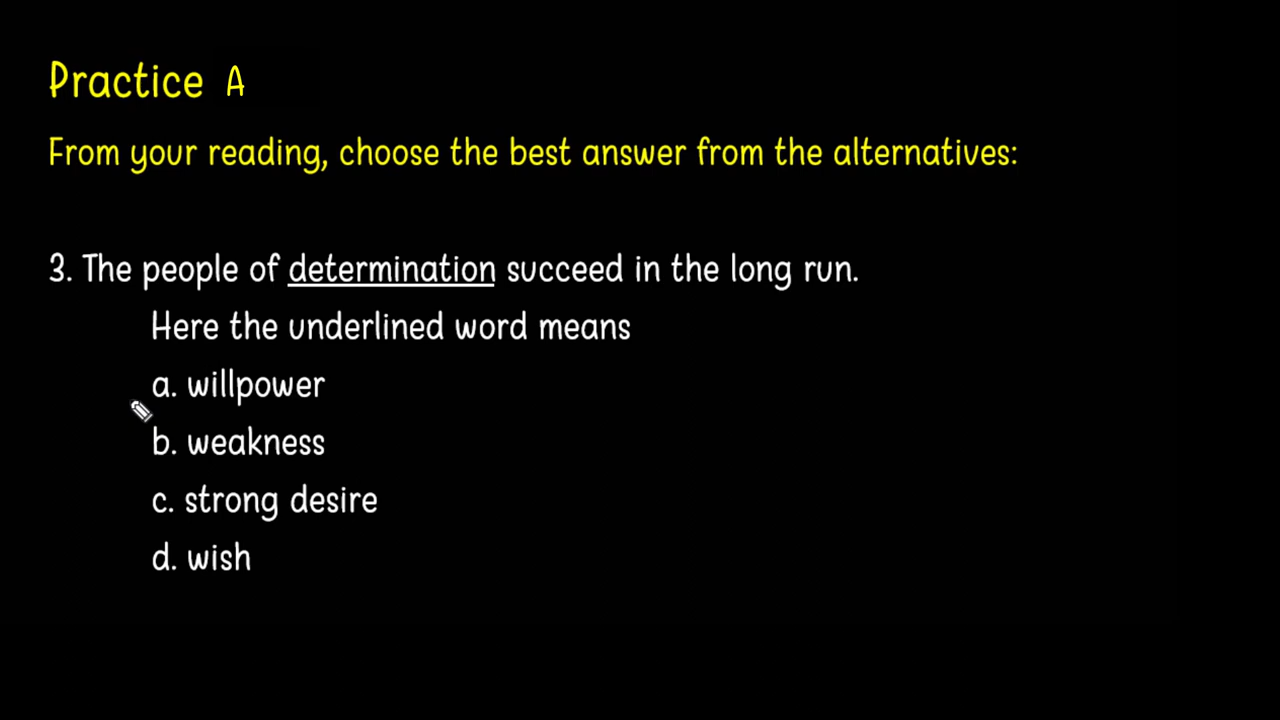 Practice A
From your reading, choose the best answer from the alternatives:
3. The people of determination succeed in the long run.
Here the underlined word means
a. willpower
b. weakness
c. strong desire
d. wish